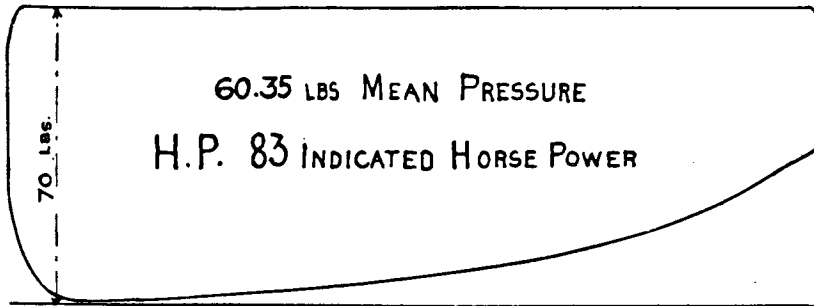 60.35 LBS MEAN PRESSURE
70 LBS.
H.P. 83 INDICATED HORSE POWER